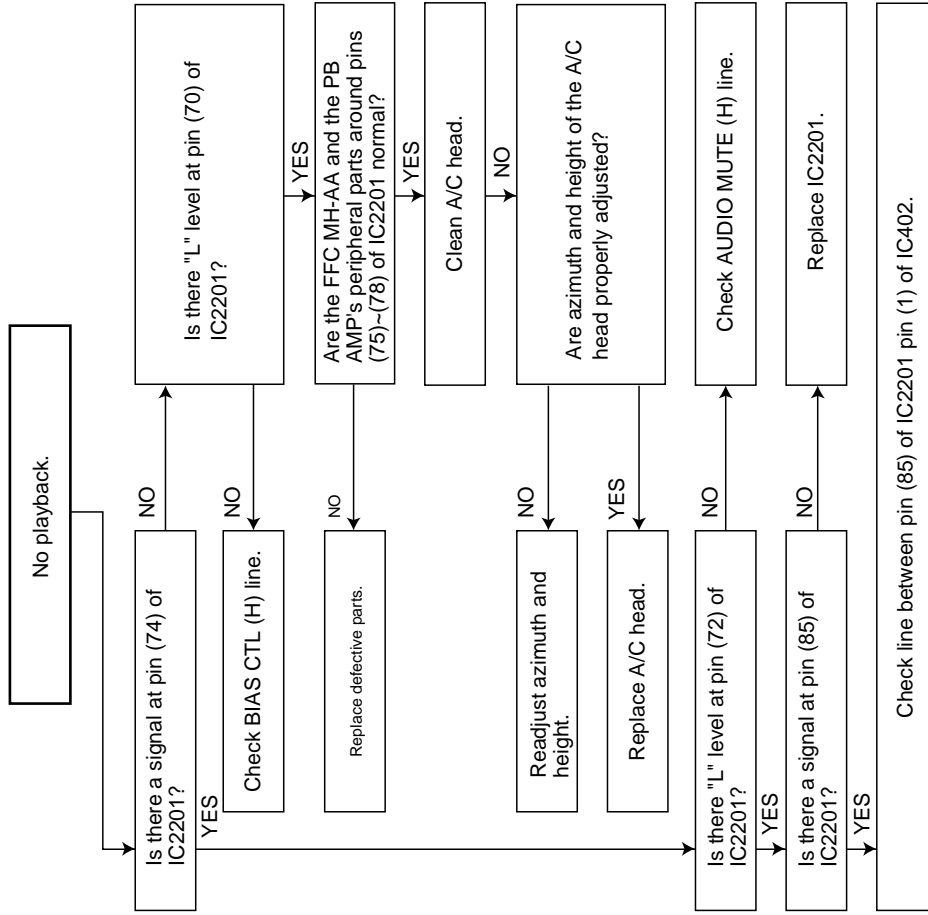 No playback.
Is there a signal at pin (74) of
IC2201?
NO
YES
Is there "L" level at pin (70) of
IC2201?
NO
YES
Check BIAS CTL (H) line.
Are the FFC MH-AA and the PB
AMP's peripheral parts around pins
(75)~(78) of IC2201 normal?
NO
YES
Replace defective parts.
Clean A/C head.
NO
Are azimuth and height of the A/C
head properly adjusted?
NO
Readjust azimuth and
height.
YES
Replace A/C head.
Is there "L" level at pin (72) of
IC2201?
NO
Check AUDIO MUTE (H) line.
YES
Is there a signal at pin (85) of
IC2201?
NO
Replace IC2201.
YES
Check line between pin (85) of IC2201 pin (1) of IC402.